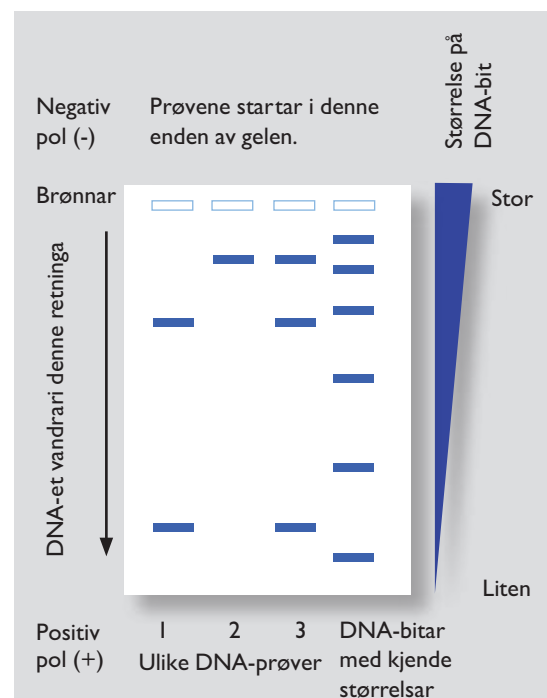 Negativ
pol (-)
Prøvene startar i denne
enden av gelen.
Størrelse på
DNA-bit
Brønnar
Stor
DNA-et vandrari denne retninga
Liten
Positiv
pol (+)
1 2 3
Ulike DNA-prøver
DNA-bitar
med kjende
størrelsar